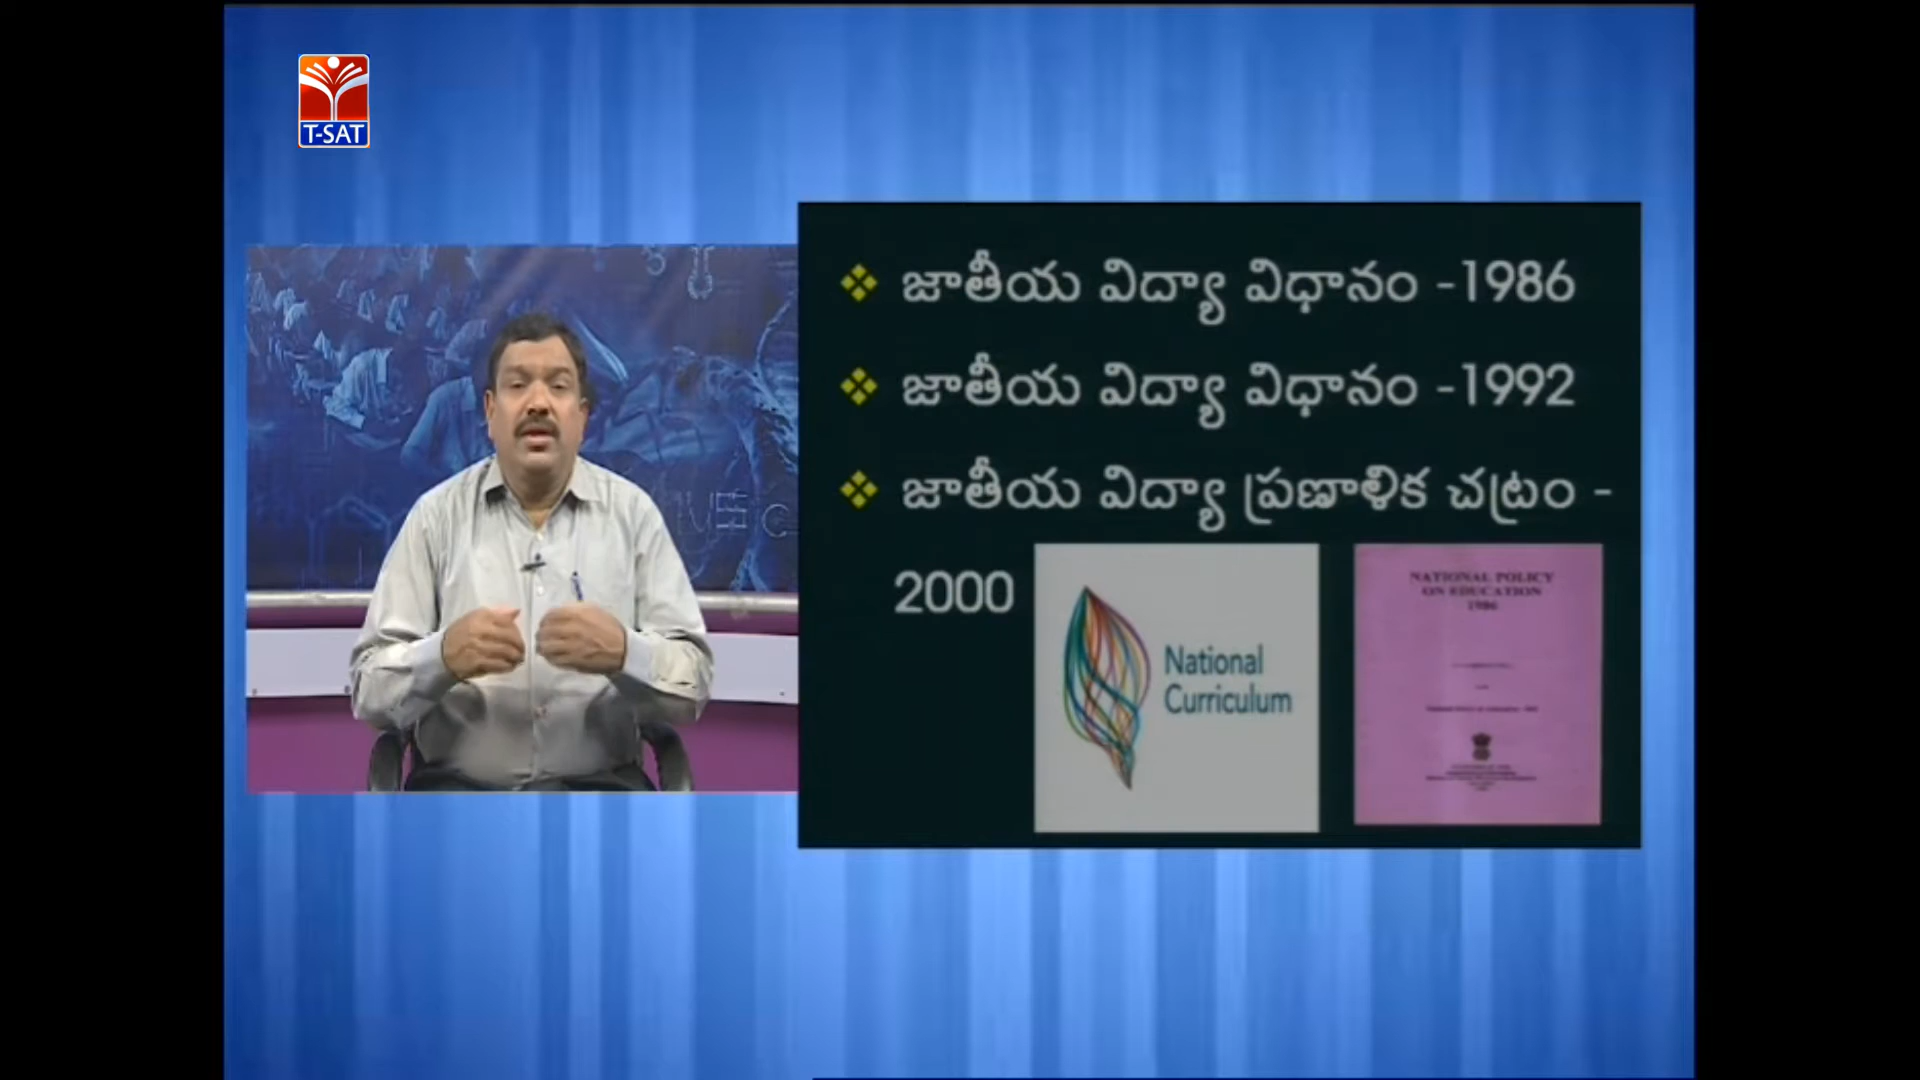 T-SAT
జాతీయ విద్యా విధానం -1986
జాతీయ విద్యా విధానం -1992
జాతీయ విద్యా ప్రణాళిక చట్రం -
2000
National
Curriculum
NATIONAL POLICY
ON EDUCATION
1986